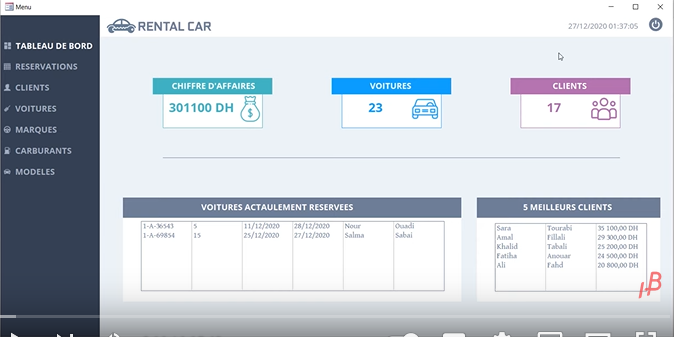 Menu
RENTAL CAR
27/12/2020 01:37:05
TABLEAU DE BORD
RESERVATIONS
CLIENTS
VOITURES
MARQUES
CARBURANTS
MODELES
CHIFFRE D'AFFAIRES
301100 DH
VOITURES
23
CLIENTS
17
VOITURES ACTAULEMENT RESERVEES
1-A-36543 5 11/12/2020 28/12/2020 Nour Ouadi
1-A-69854 15 25/12/2020 27/12/2020 Salma Sabai
5 MEILLEURS CLIENTS
Sara Tourabi 35 100,00 DH
Amal Fillali 29 300,00 DH
Khalid Tabali 25 200,00 DH
Fatiha Anouar 24 500,00 DH
Ali Fahd 20 800,00 DH